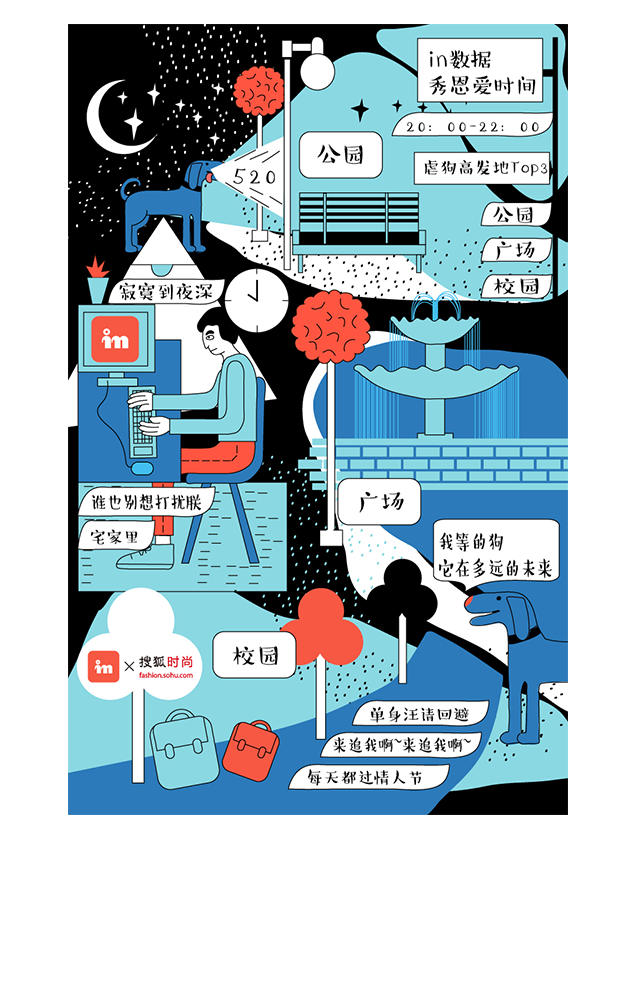 in数据
秀恩爱时间
20：00-22：00
公园
520
虐狗高发地Top3
公园
广场
校园
寂寞到夜深
in
谁也别想打扰朕
宅家里
广场
我等的狗
它在多远的未来
in × 搜狐时尚
fashion.sohu.com
校园
单身汪请回避
来追我啊~来追我啊~
每天都过情人节